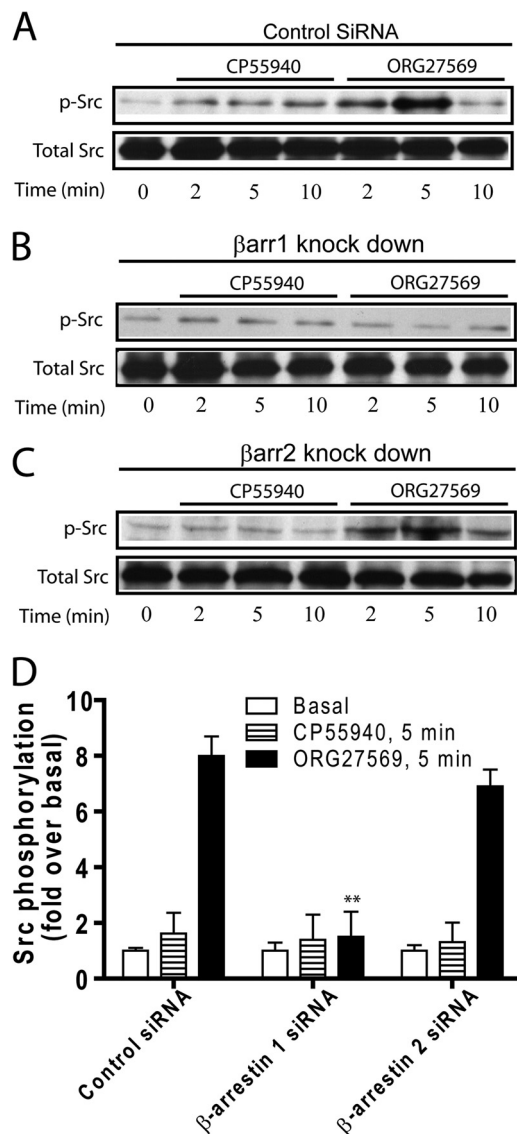 A
Control SiRNA
CP55940 ORG27569
p-Src
Total Src
Time (min) 0 2 5 10 2 5 10
B
βarr1 knock down
CP55940 ORG27569
p-Src
Total Src
Time (min) 0 2 5 10 2 5 10
C
βarr2 knock down
CP55940 ORG27569
p-Src
Total Src
Time (min) 0 2 5 10 2 5 10
D
Src phosphorylation
(fold over basal)
10
8
6
4
2
0
Basal
CP55940, 5 min
ORG27569, 5 min
**
Control siRNA
β-arrestin 1 siRNA
β-arrestin 2 siRNA